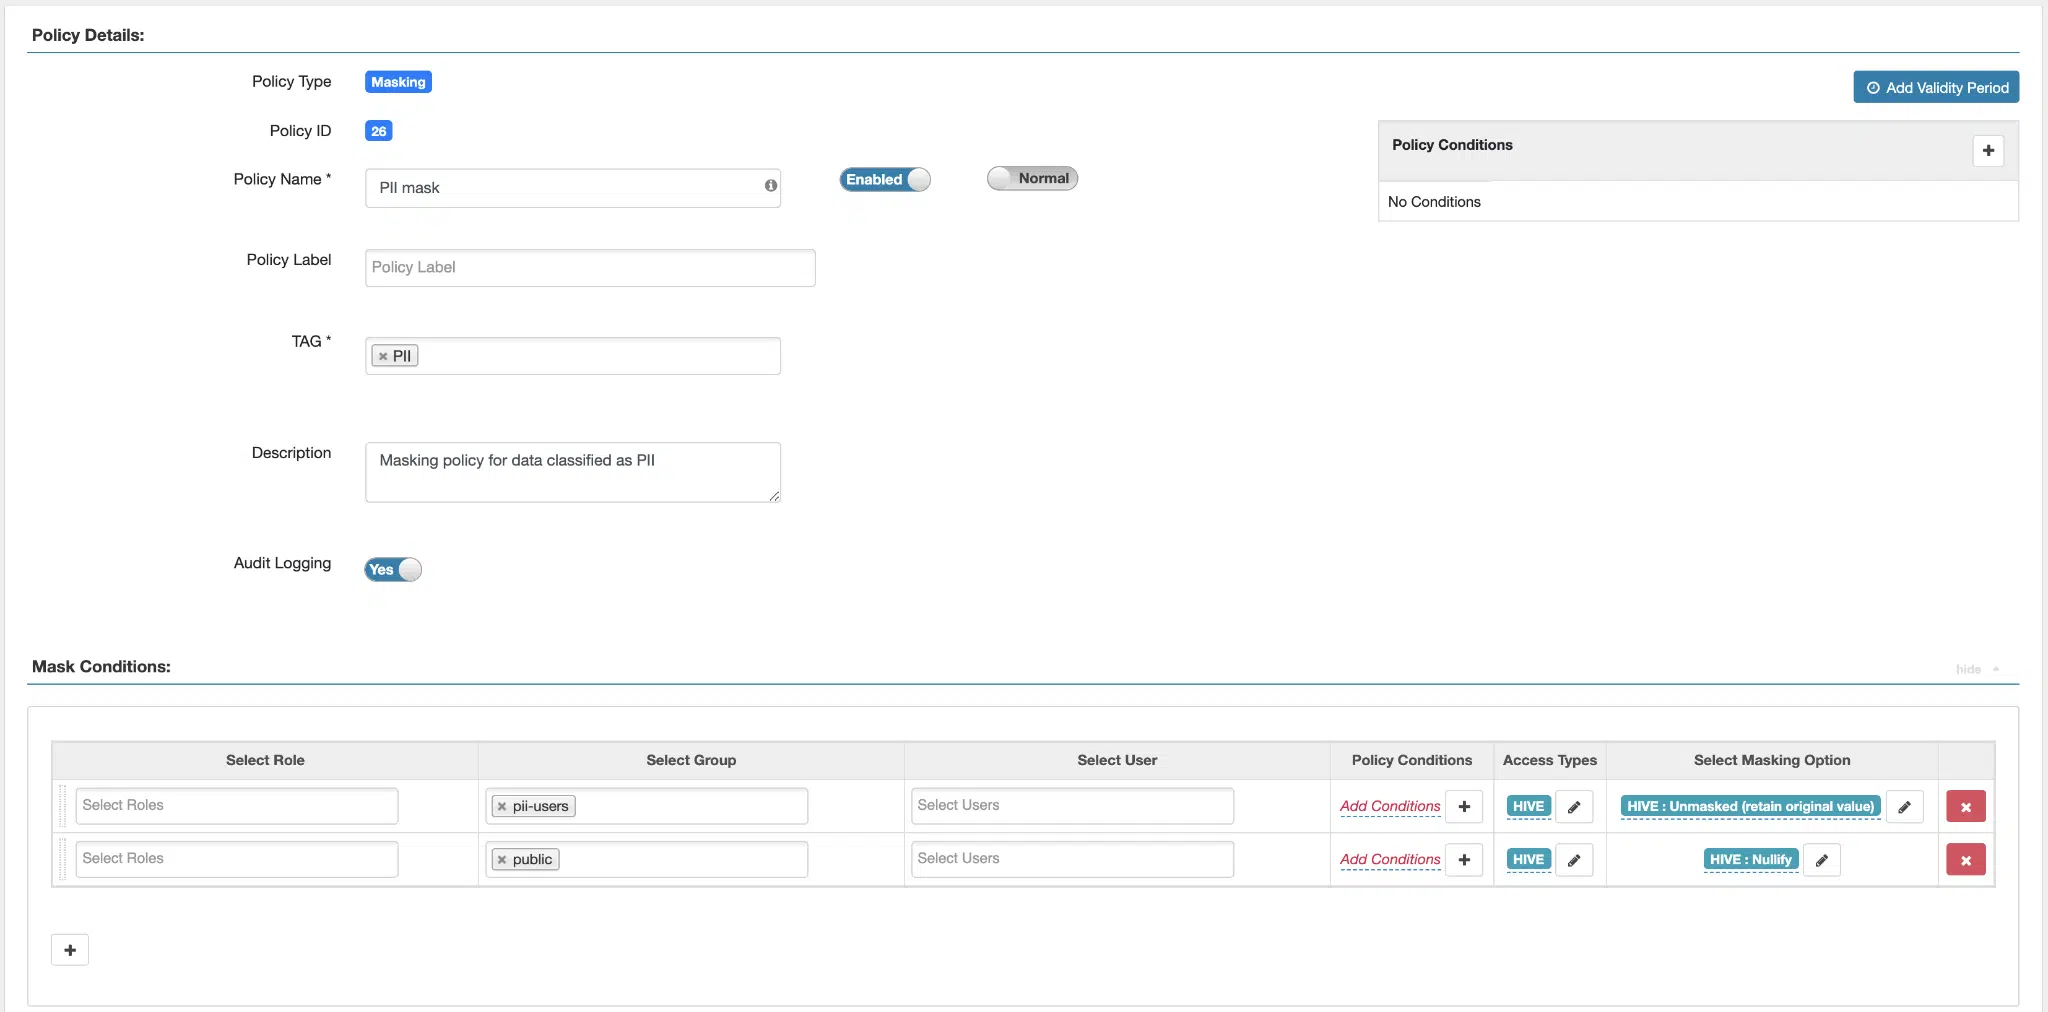 Policy Details:
Policy Type Masking
Add Validity Period
Policy ID 26
Policy Conditions
No Conditions
Policy Name * PII mask Enabled Normal
Policy Label Policy Label
TAG * × PII
Description Masking policy for data classified as PII
Audit Logging Yes
Mask Conditions:
hide
Select Role Select Group Select User Policy Conditions Access Types Select Masking Option
Select Roles × pii-users Select Users Add Conditions + HIVE HIVE : Unmasked (retain original value) ×
Select Roles × public Select Users Add Conditions + HIVE HIVE : Nullify ×
+